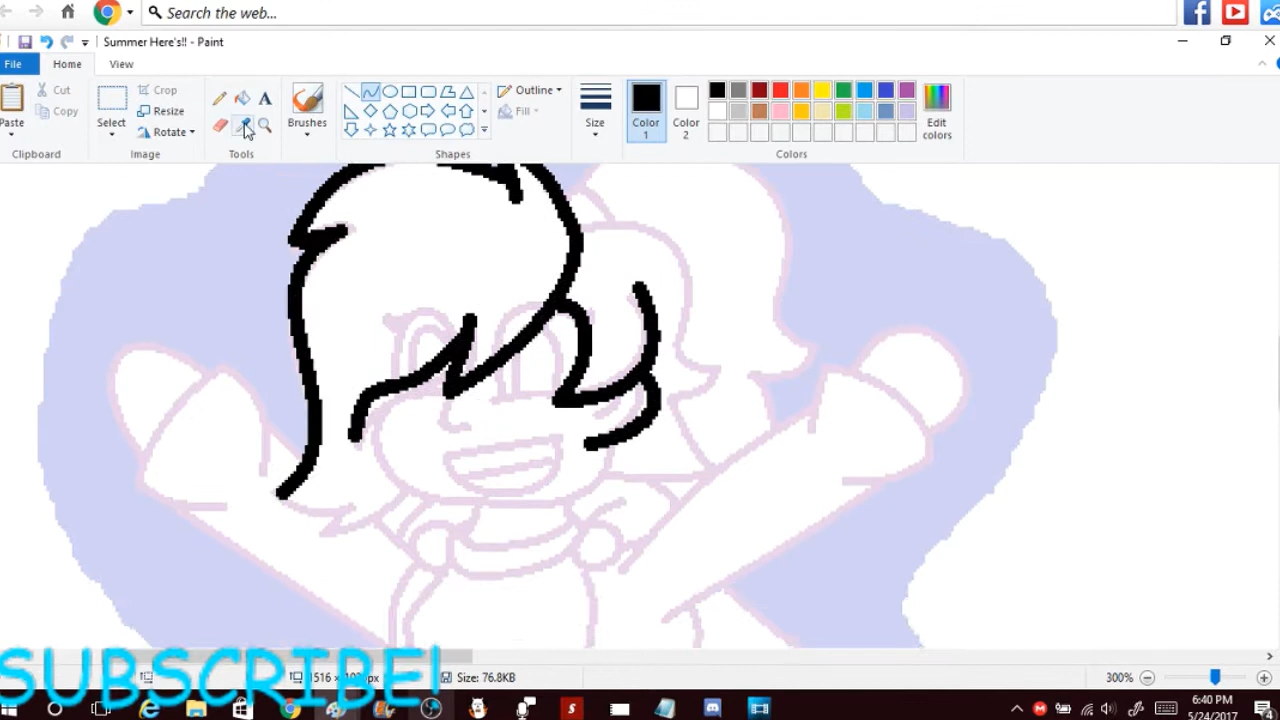 Search the web...
Summer Here's!! - Paint
File Home View
Paste Cut Copy Clipboard
Select Crop Resize Rotate Image
Tools
Brushes
Outline Fill Shapes
Size
Color 1 Color 2
Edit colors
Colors
SUBSCRIBE!
Size: 76.8KB
300%
6:40 PM
5/24/2017